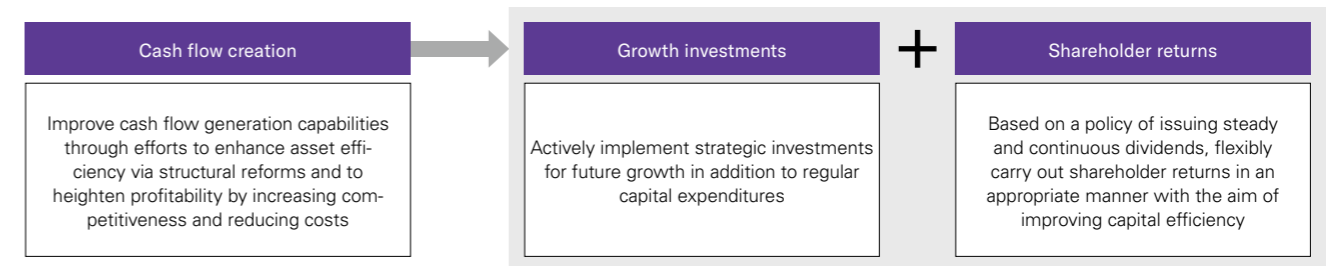 Cash flow creation
Improve cash flow generation capabilities
through efforts to enhance asset effi-
ciency via structural reforms and to
heighten profitability by increasing com-
petitiveness and reducing costs
Growth investments
Actively implement strategic investments
for future growth in addition to regular
capital expenditures
+
Shareholder returns
Based on a policy of issuing steady
and continuous dividends, flexibly
carry out shareholder returns in an
appropriate manner with the aim of
improving capital efficiency